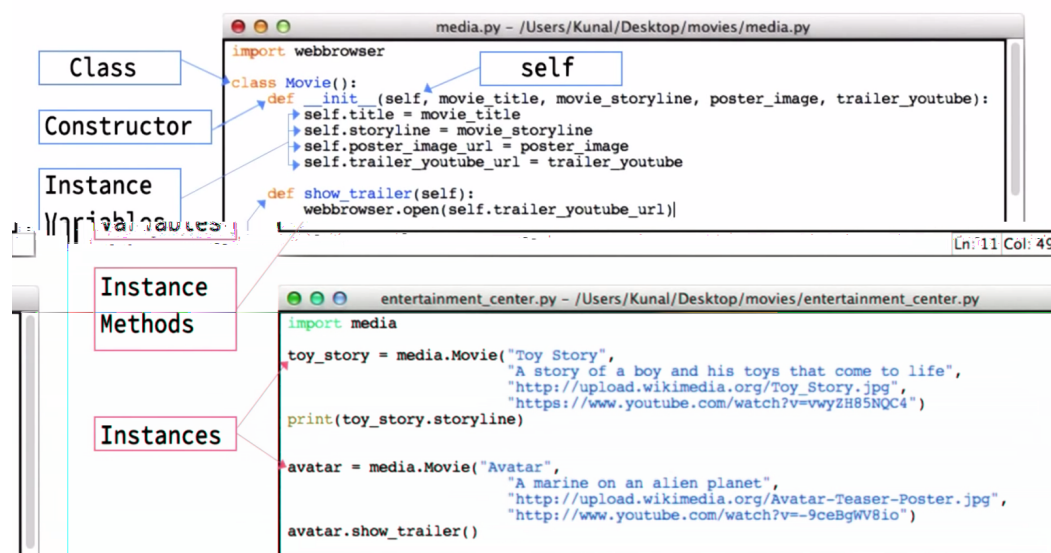 media.py – /Users/Kunal/Desktop/movies/media.py
import webbrowser
Class
self
class Movie():
def __init__(self, movie_title, movie_storyline, poster_image, trailer_youtube):
Constructor
self.title = movie_title
self.storyline = movie_storyline
self.poster_image_url = poster_image
self.trailer_youtube_url = trailer_youtube
Instance
Variables
def show_trailer(self):
webbrowser.open(self.trailer_youtube_url)
Ln: 11 Col: 49
Instance
Methods
entertainment_center.py – /Users/Kunal/Desktop/movies/entertainment_center.py
import media
toy_story = media.Movie("Toy Story",
"A story of a boy and his toys that come to life",
"http://upload.wikimedia.org/Toy_Story.jpg",
"https://www.youtube.com/watch?v=vwyZH85NQC4")
print(toy_story.storyline)
Instances
avatar = media.Movie("Avatar",
"A marine on an alien planet",
"http://upload.wikimedia.org/Avatar-Teaser-Poster.jpg",
"http://www.youtube.com/watch?v=-9ceBgWV8io")
avatar.show_trailer()